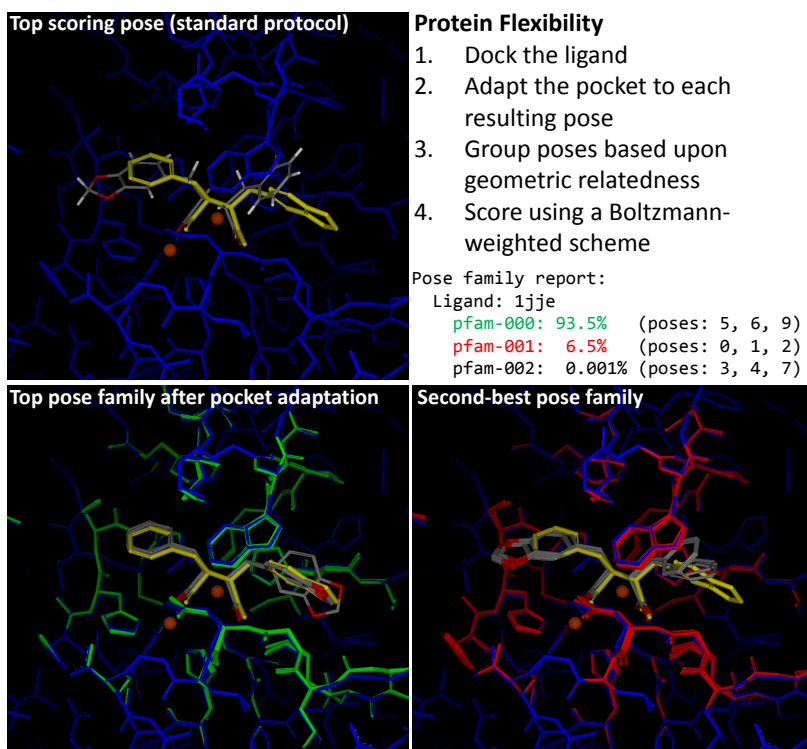 Top scoring pose (standard protocol)
Protein Flexibility
1. Dock the ligand
2. Adapt the pocket to each
resulting pose
3. Group poses based upon
geometric relatedness
4. Score using a Boltzmann-
weighted scheme
Pose family report:
Ligand: 1jje
pfam-000: 93.5% (poses: 5, 6, 9)
pfam-001: 6.5% (poses: 0, 1, 2)
pfam-002: 0.001% (poses: 3, 4, 7)
Top pose family after pocket adaptation
Second-best pose family